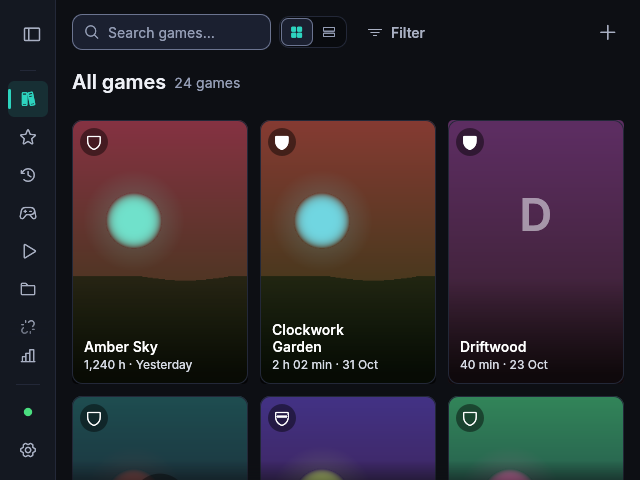 Search games...
Filter
All games 24 games
D
Amber Sky
1,240 h · Yesterday
Clockwork
Garden
2 h 02 min · 31 Oct
Driftwood
40 min · 23 Oct